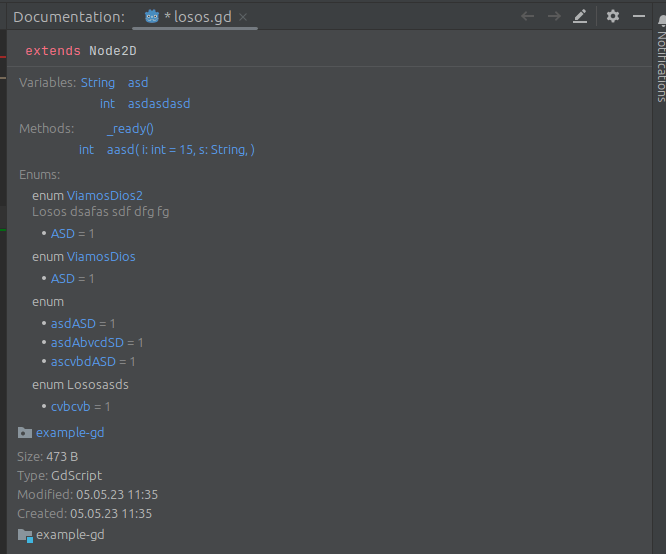 Documentation: * losos.gd ×
extends Node2D
Variables: String asd
int asdasdasd
Methods: _ready()
int aasd( i: int = 15, s: String, )
Enums:
enum ViamosDios2
Losos dsafas sdf dfg fg
• ASD = 1
enum ViamosDios
• ASD = 1
enum
• asdASD = 1
• asdAbvcdSD = 1
• ascvbdASD = 1
enum Lososasds
• cvbcvb = 1
example-gd
Size: 473 B
Type: GdScript
Modified: 05.05.23 11:35
Created: 05.05.23 11:35
example-gd
Notifications